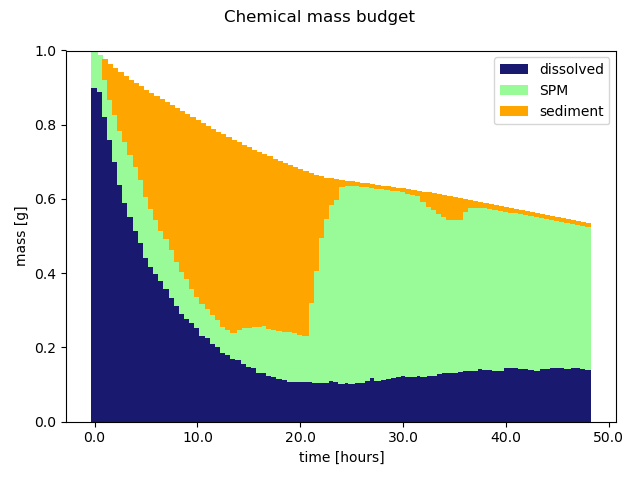 Chemical mass budget
1.0
0.8
0.6
0.4
0.2
0.0
mass [g]
dissolved
SPM
sediment
0.0 10.0 20.0 30.0 40.0 50.0
time [hours]